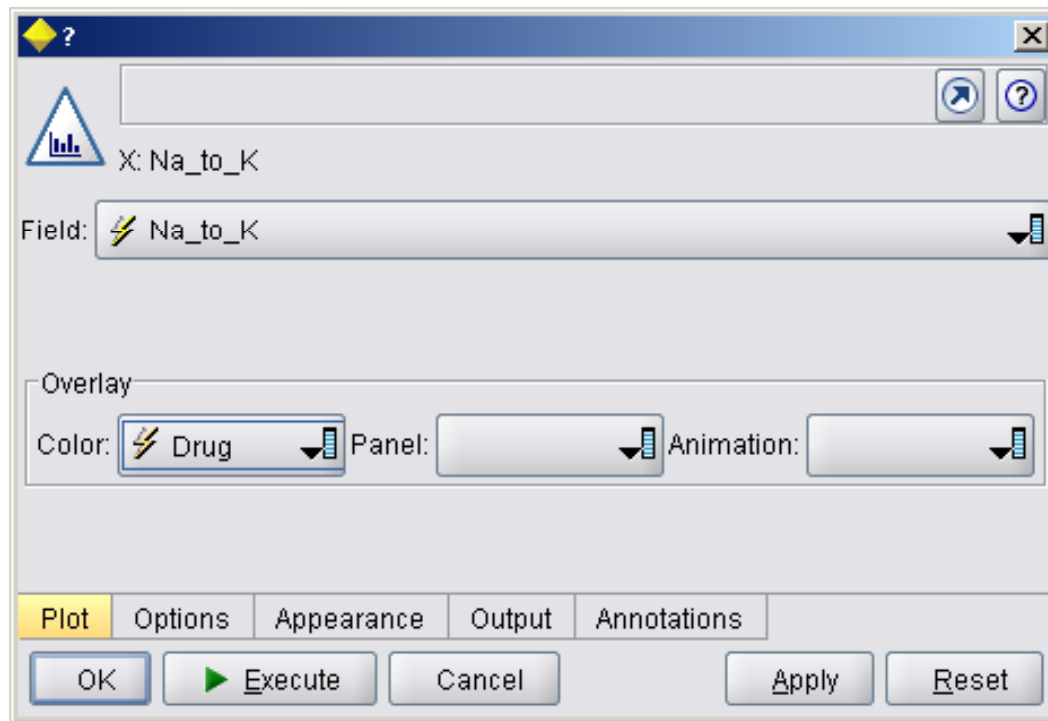 ?
X: Na_to_K
Field: Na_to_K
Overlay
Color: Drug Panel: Animation:
Plot Options Appearance Output Annotations
OK Execute Cancel Apply Reset